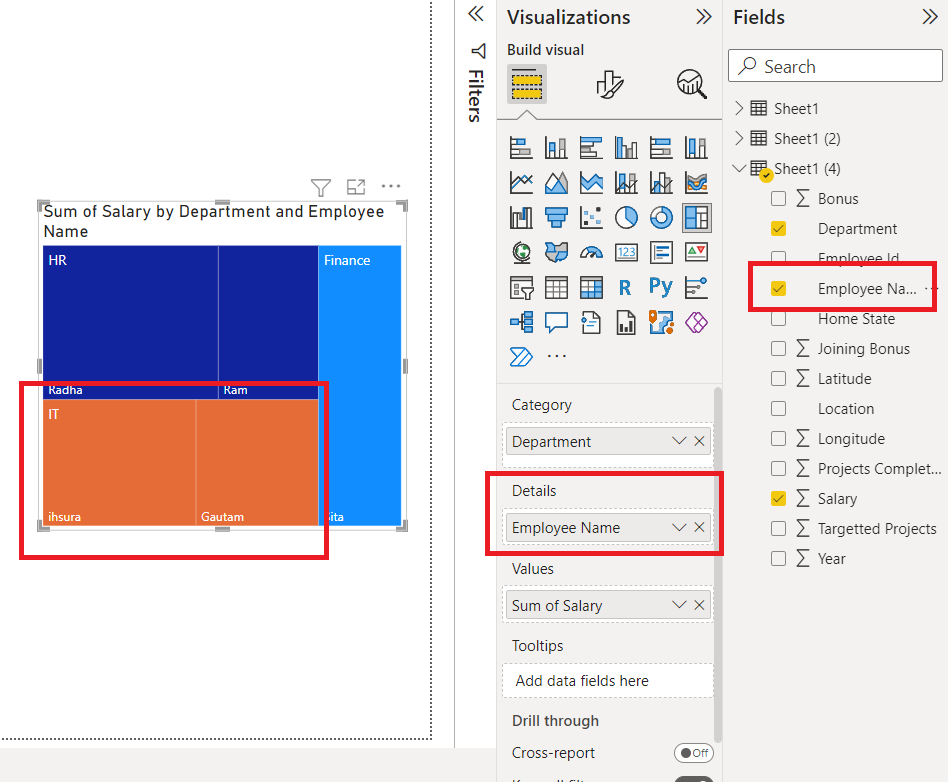 Sum of Salary by Department and Employee
Name
HR
Finance
Radha
Ram
IT
ihsura
Gautam
ita
Filters
Visualizations
Build visual
123
R
Py
Category
Department
Details
Employee Name
Values
Sum of Salary
Tooltips
Add data fields here
Drill through
Cross-report
Off
Fields
Search
Sheet1
Sheet1 (2)
Sheet1 (4)
Bonus
Department
Employee Id
Employee Na...
Home State
Joining Bonus
Latitude
Location
Longitude
Projects Complet...
Salary
Targetted Projects
Year